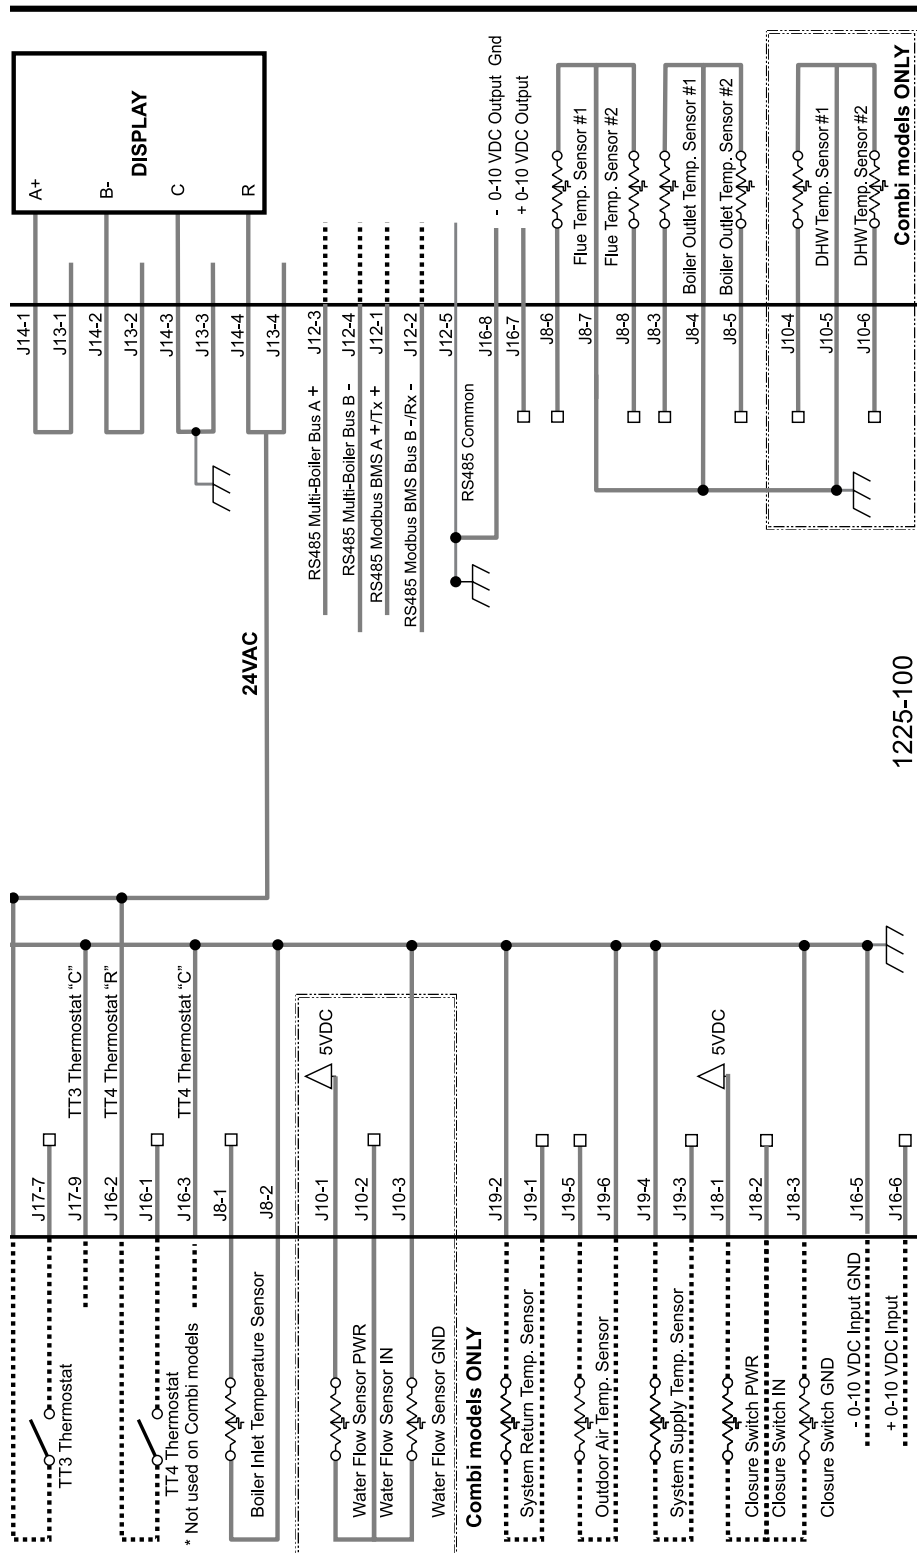 J17-7
J17-9
TT3 Thermostat “C”
J16-2
TT4 Thermostat “R”
J16-1
J16-3
TT4 Thermostat “C”
J8-1
J8-2
J10-1
5VDC
J10-2
J10-3
J19-2
J19-1
J19-5
J19-6
J19-4
J19-3
J18-1
5VDC
J18-2
J18-3
J16-5
J16-6
TT3 Thermostat
TT4 Thermostat
* Not used on Combi models
Boiler Inlet Temperature Sensor
Water Flow Sensor PWR
Water Flow Sensor IN
Water Flow Sensor GND
Combi models ONLY
System Return Temp. Sensor
Outdoor Air Temp. Sensor
System Supply Temp. Sensor
Closure Switch PWR
Closure Switch IN
Closure Switch GND
- 0-10 VDC Input GND
+ 0-10 VDC Input
24VAC
1225-100
DISPLAY
A+
B-
C
R
J14-1
J13-1
J14-2
J13-2
J14-3
J13-3
J14-4
J13-4
RS485 Multi-Boiler Bus A +
J12-3
RS485 Multi-Boiler Bus B -
J12-4
RS485 Modbus BMS A +/Tx +
J12-1
RS485 Modbus BMS Bus B -/Rx -
J12-2
RS485 Common
J12-5
J16-8
- 0-10 VDC Output Gnd
J16-7
+ 0-10 VDC Output
J8-6
Flue Temp. Sensor #1
J8-7
Flue Temp. Sensor #2
J8-8
J8-3
Boiler Outlet Temp. Sensor #1
J8-4
Boiler Outlet Temp. Sensor #2
J8-5
J10-4
DHW Temp. Sensor #1
J10-5
DHW Temp. Sensor #2
J10-6
Combi models ONLY